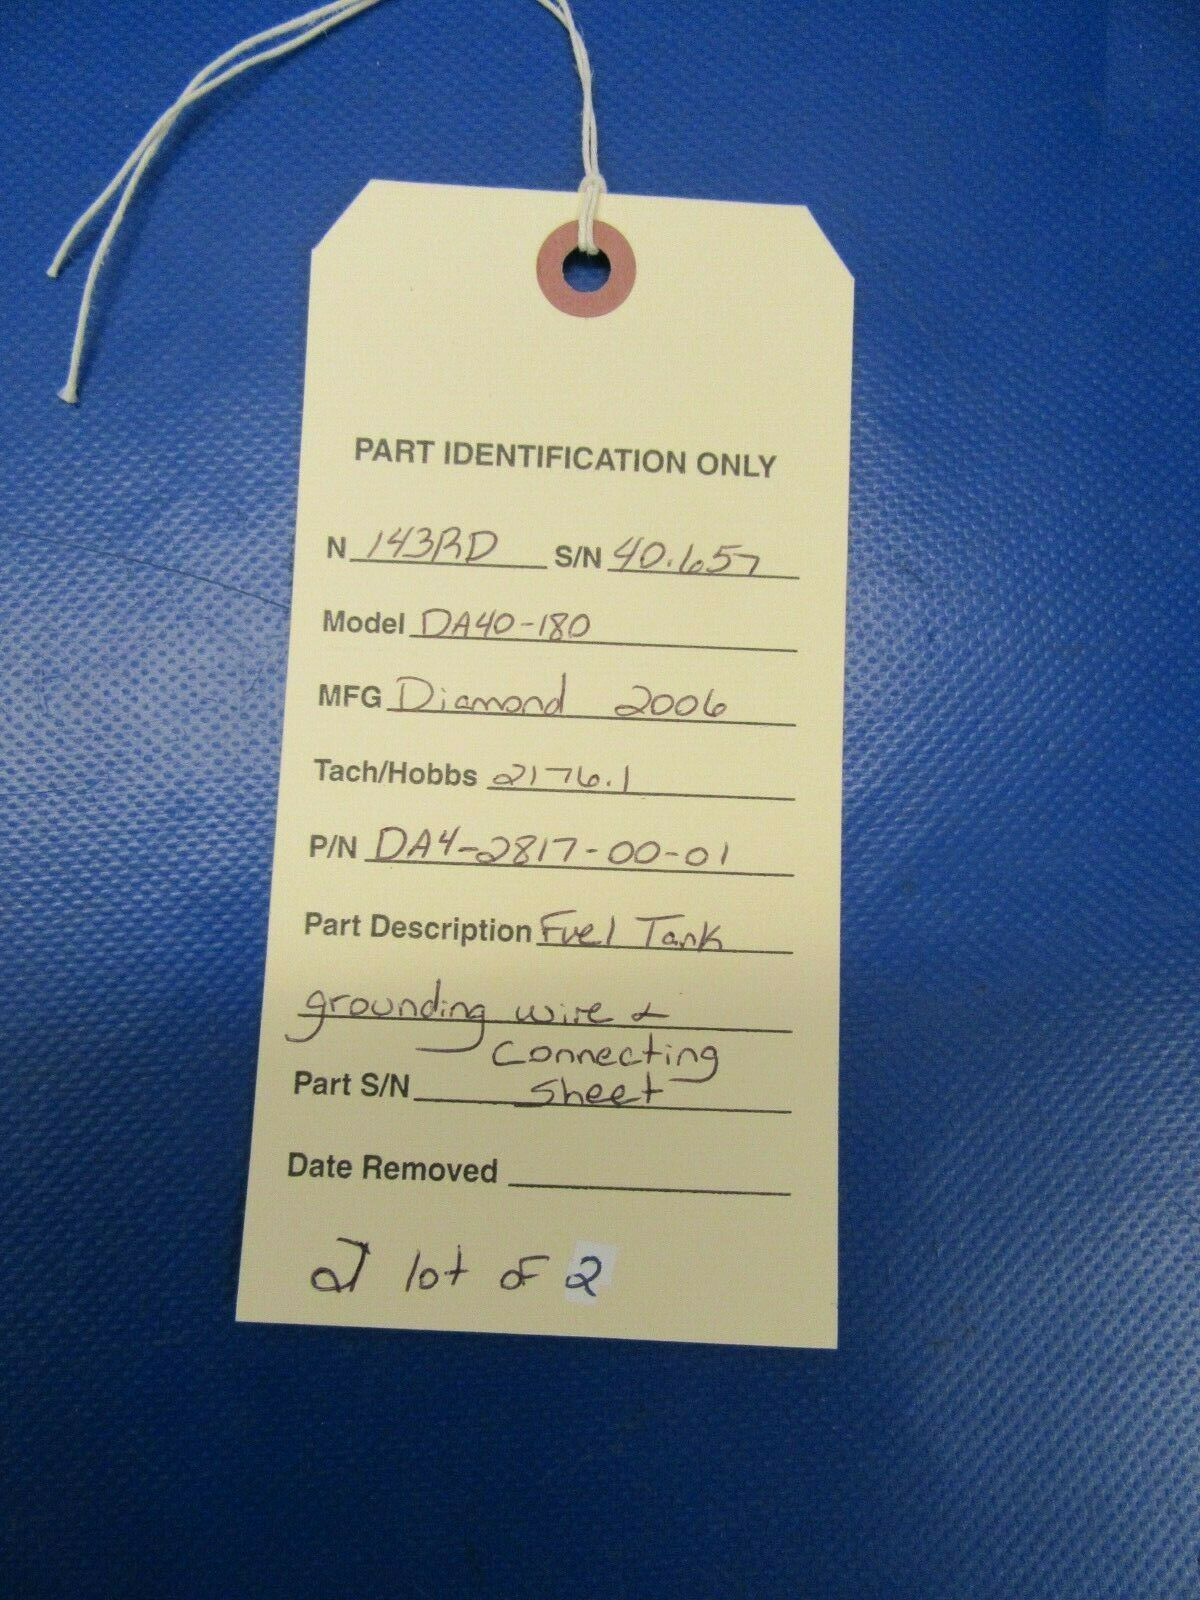 PART IDENTIFICATION ONLY
N 143RD S/N 40.657
Model DA40-180
MFG Diamond 2006
Tach/Hobbs 2176.1
P/N DA4-2817-00-01
Part Description Fuel Tank
grounding wire &
connecting
Part S/N sheet
Date Removed
lot of 2